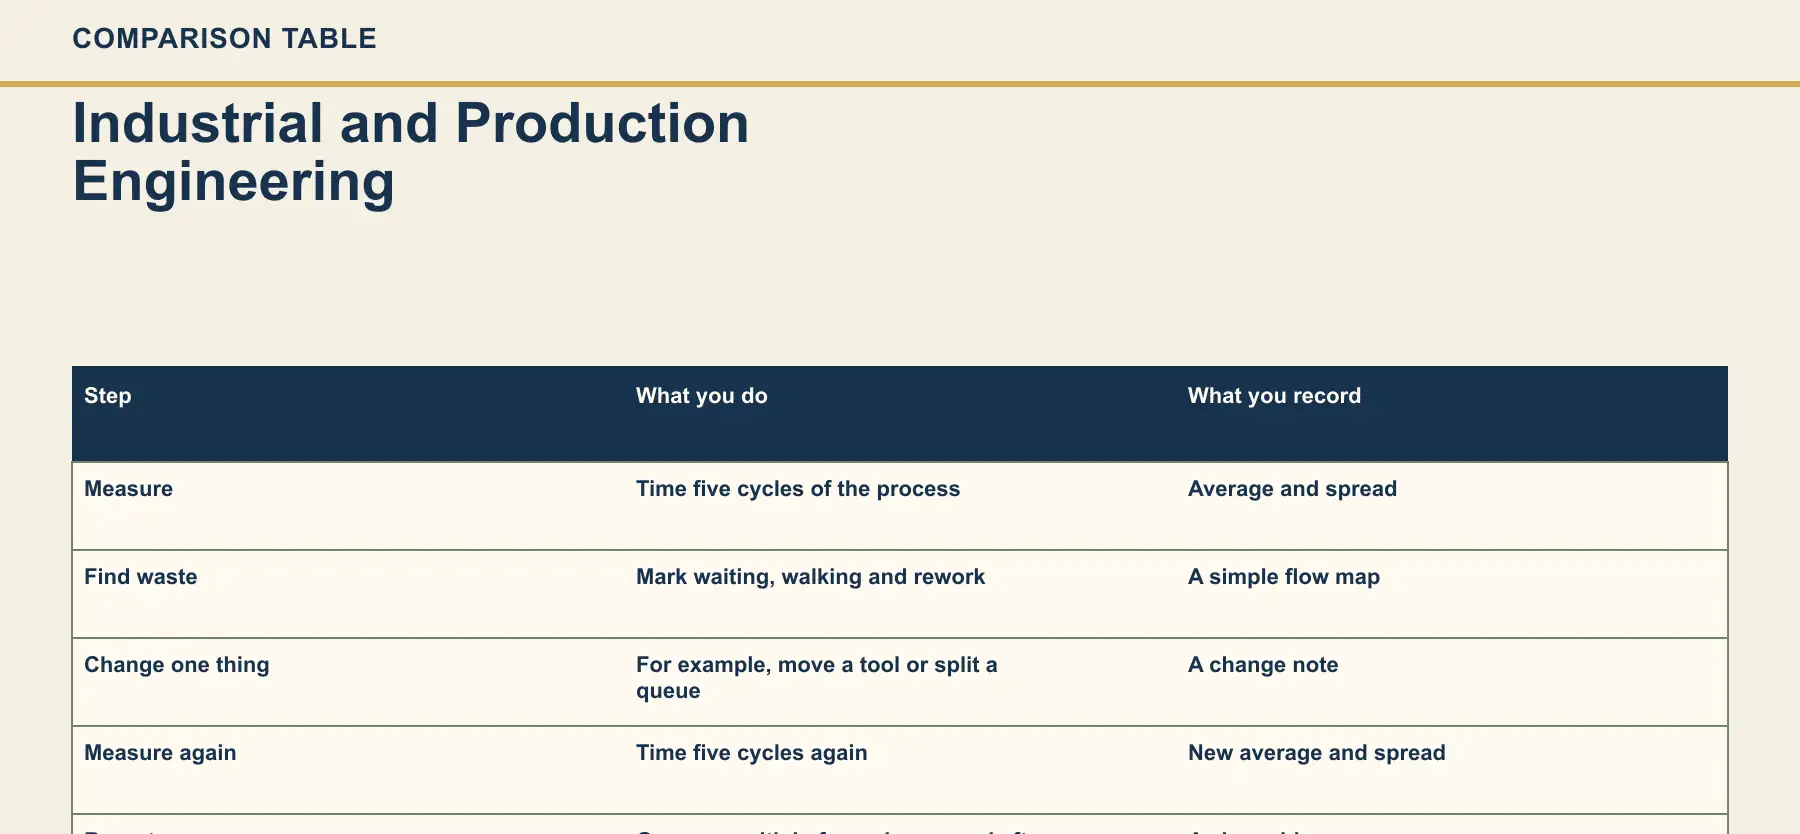 COMPARISON TABLE
Industrial and Production
Engineering
Step What you do What you record
Measure Time five cycles of the process Average and spread
Find waste Mark waiting, walking and rework A simple flow map
Change one thing For example, move a tool or split a A change note
queue
Measure again Time five cycles again New average and spread